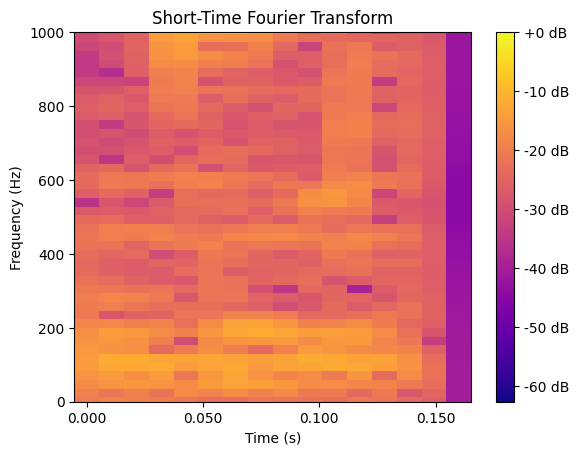 Short-Time Fourier Transform
1000
800
600
400
200
0
Frequency (Hz)
0.000
0.050
0.100
0.150
Time (s)
+0 dB
-10 dB
-20 dB
-30 dB
-40 dB
-50 dB
-60 dB